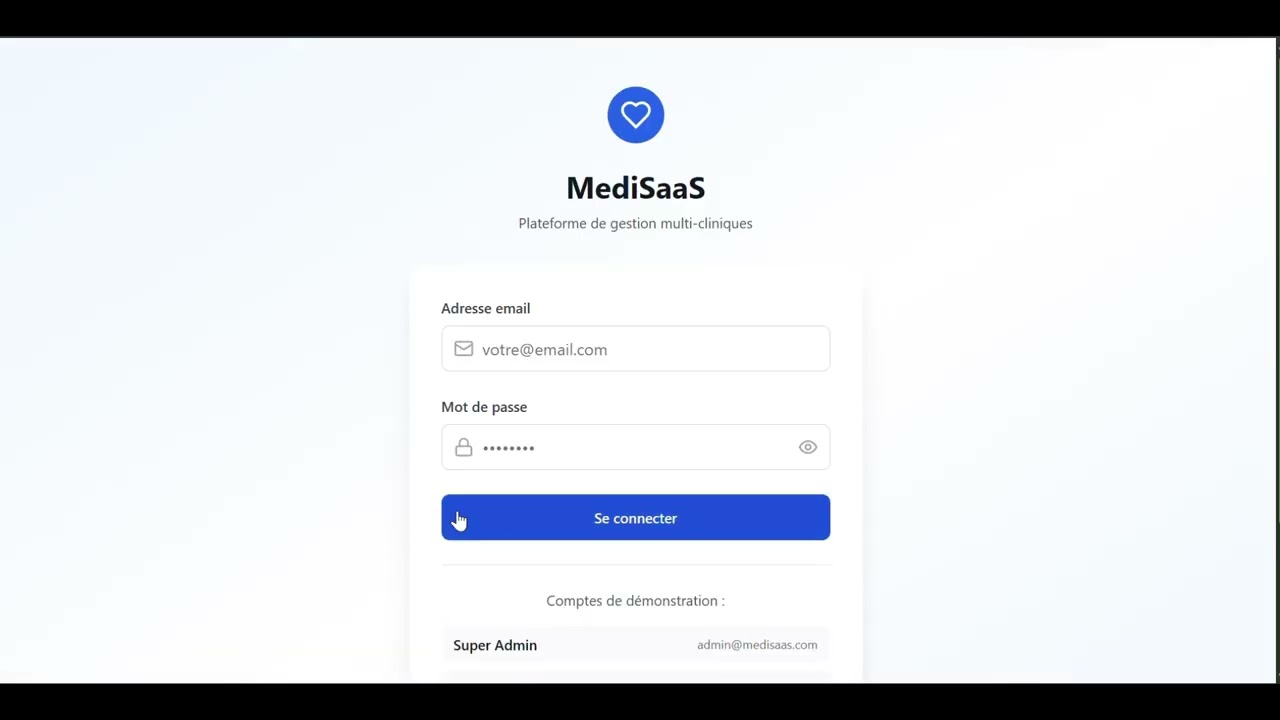 MediSaaS
Plateforme de gestion multi-cliniques
Adresse email
votre@email.com
Mot de passe
••••••••
Se connecter
Comptes de démonstration :
Super Admin admin@medisaas.com